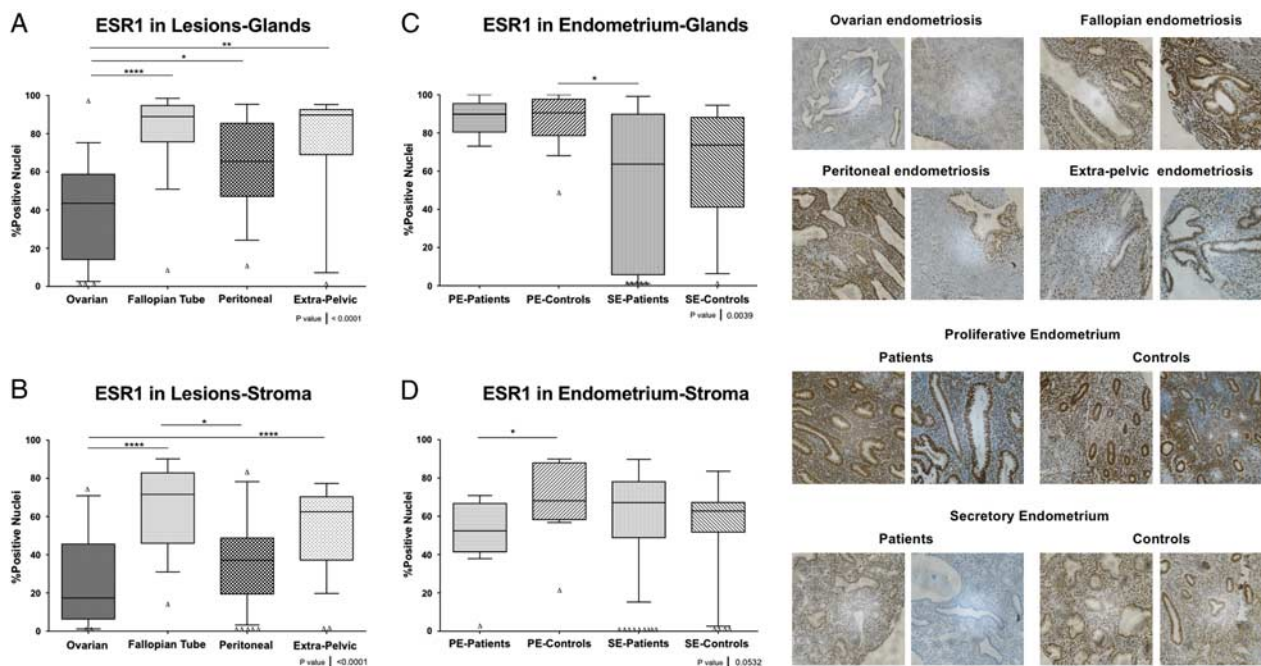 A
ESR1 in Lesions-Glands
**
*
****
100
80
60
40
20
0
%Positive Nuclei
Ovarian
Fallopian Tube
Peritoneal
Extra-Pelvic
P value | < 0.0001
C
ESR1 in Endometrium-Glands
*
100
80
60
40
20
0
%Positive Nuclei
PE-Patients
PE-Controls
SE-Patients
SE-Controls
P value | 0.0039
B
ESR1 in Lesions-Stroma
*
****
****
100
80
60
40
20
0
%Positive Nuclei
Ovarian
Fallopian Tube
Peritoneal
Extra-Pelvic
P value | <0.0001
D
ESR1 in Endometrium-Stroma
*
100
80
60
40
20
0
%Positive Nuclei
PE-Patients
PE-Controls
SE-Patients
SE-Controls
P value | 0.0532
Ovarian endometriosis
Fallopian endometriosis
Peritoneal endometriosis
Extra-pelvic endometriosis
Proliferative Endometrium
Patients
Controls
Secretory Endometrium
Patients
Controls